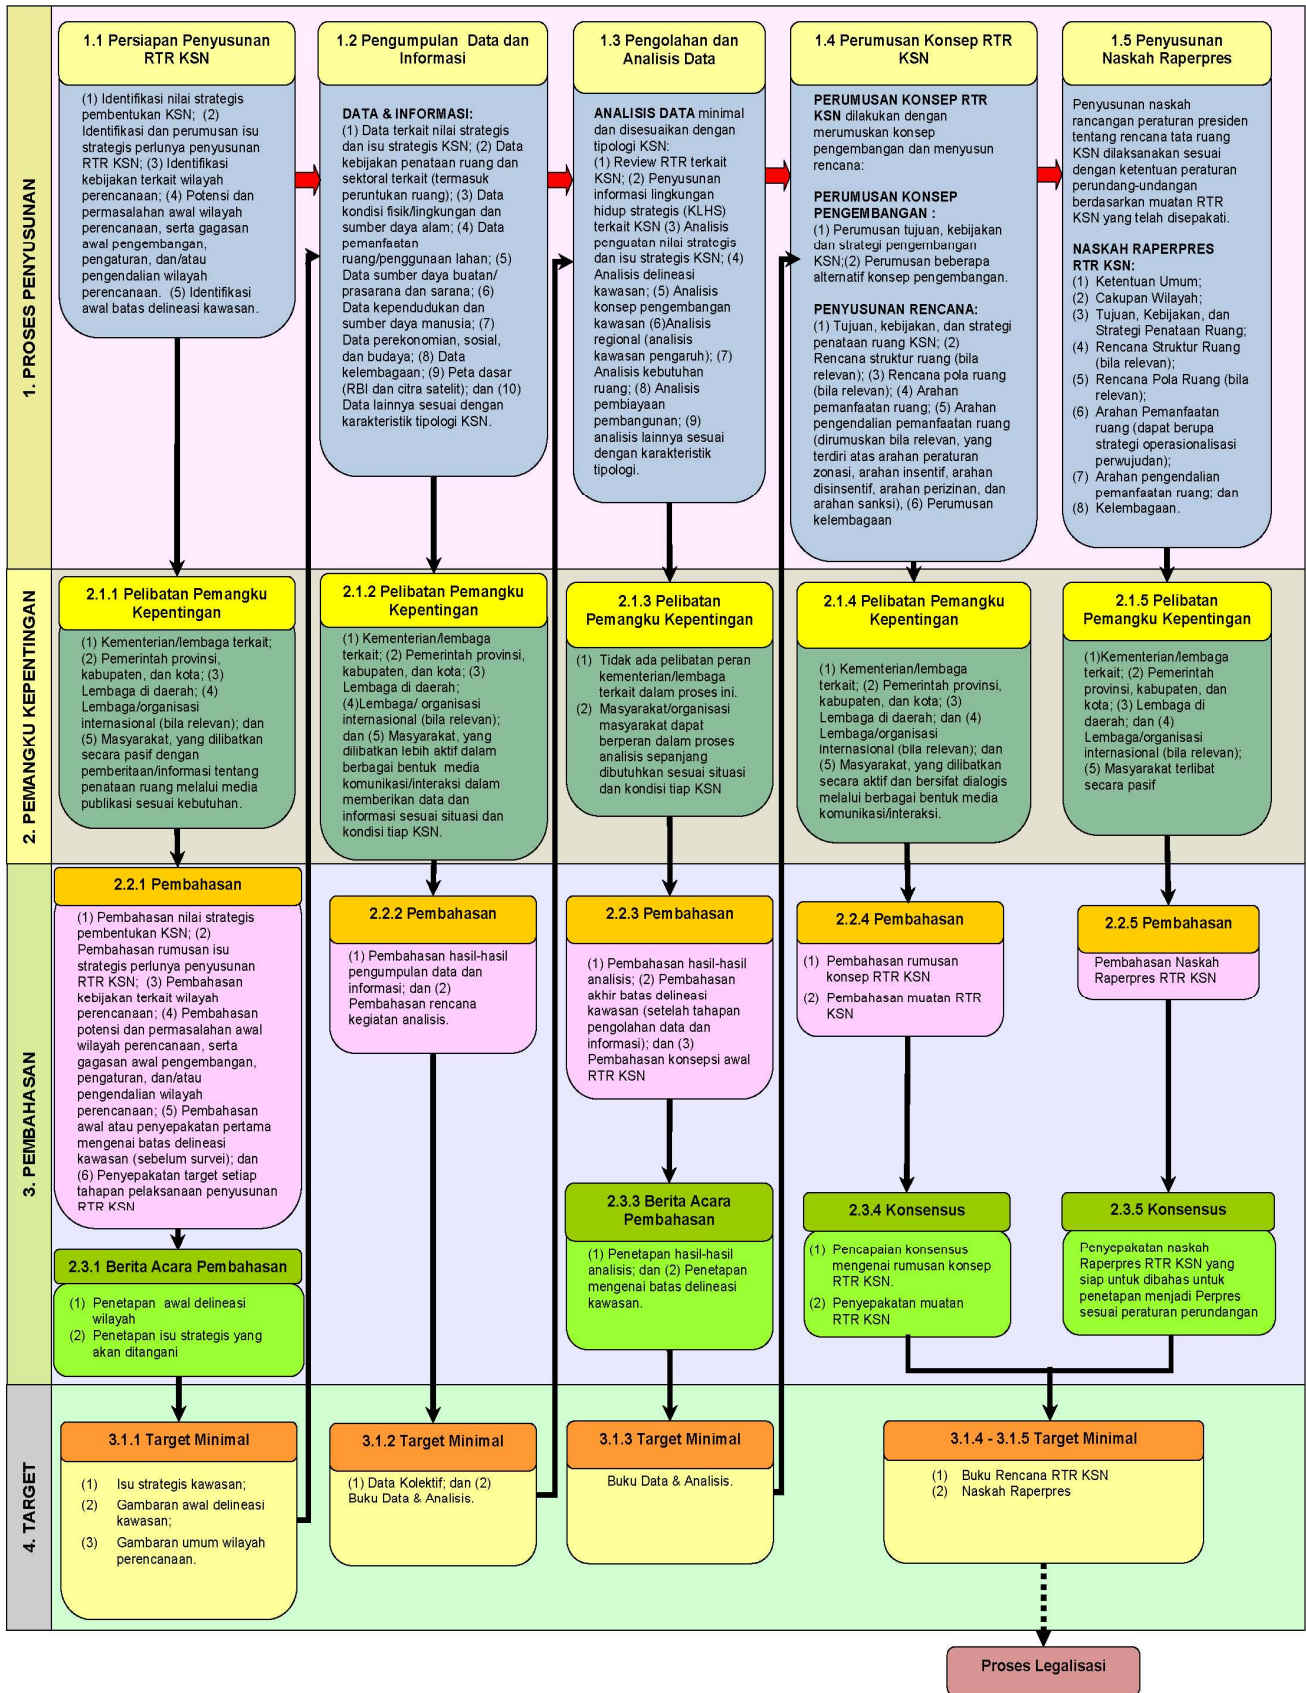 1. PROSES PENYUSUNAN
1.1 Persiapan Penyusunan
RTR KSN
(1) Identifikasi nilai strategis
pembentukan KSN; (2)
Identifikasi dan perumusan isu
strategis perlunya penyusunan
RTR KSN; (3) Identifikasi
kebijakan terkait wilayah
perencanaan; (4) Potensi dan
permasalahan awal wilayah
perencanaan, serta gagasan
awal pengembangan,
pengaturan, dan/atau
pengendalian wilayah
perencanaan. (5) Identifikasi
awal batas delineasi kawasan.
1.2 Pengumpulan Data dan
Informasi
DATA & INFORMASI:
(1) Data terkait nilai strategis
dan isu strategis KSN; (2) Data
kebijakan penataan ruang dan
sektoral terkait (termasuk
peruntukan ruang); (3) Data
kondisi fisik/lingkungan dan
sumber daya alam; (4) Data
pemanfaatan
ruang/penggunaan lahan; (5)
Data sumber daya buatan/
prasarana dan sarana; (6)
Data kependudukan dan
sumber daya manusia; (7)
Data perekonomian, sosial,
dan budaya; (8) Data
kelembagaan; (9) Peta dasar
(RBI dan citra satelit); dan (10)
Data lainnya sesuai dengan
karakteristik tipologi KSN.
1.3 Pengolahan dan
Analisis Data
ANALISIS DATA minimal
dan disesuaikan dengan
tipologi KSN:
(1) Review RTR terkait
KSN; (2) Penyusunan
informasi lingkungan
hidup strategis (KLHS)
terkait KSN (3) Analisis
penguatan nilai strategis
dan isu strategis KSN; (4)
Analisis delineasi
kawasan; (5) Analisis
konsep pengembangan
kawasan (6)Analisis
regional (analisis
kawasan pengaruh); (7)
Analisis kebutuhan
ruang; (8) Analisis
pembiayaan
pembangunan; (9)
analisis lainnya sesuai
dengan karakteristik
tipologi.
1.4 Perumusan Konsep RTR
KSN
PERUMUSAN KONSEP RTR
KSN dilakukan dengan
merumuskan konsep
pengembangan dan menyusun
rencana:
PERUMUSAN KONSEP
PENGEMBANGAN :
(1) Perumusan tujuan, kebijakan
dan strategi pengembangan
KSN;(2) Perumusan beberapa
alternatif konsep pengembangan.
PENYUSUNAN RENCANA:
(1) Tujuan, kebijakan, dan strategi
penataan ruang KSN; (2)
Rencana struktur ruang (bila
relevan); (3) Rencana pola ruang
(bila relevan); (4) Arahan
pemanfaatan ruang; (5) Arahan
pengendalian pemanfaatan ruang
(dirumuskan bila relevan, yang
terdiri atas arahan peraturan
zonasi, arahan insentif, arahan
disinsentif, arahan perizinan, dan
arahan sanksi), (6) Perumusan
kelembagaan
1.5 Penyusunan
Naskah Raperpres
Penyusunan naskah
rancangan peraturan presiden
tentang rencana tata ruang
KSN dilaksanakan sesuai
dengan ketentuan peraturan
perundang-undangan
berdasarkan muatan RTR
KSN yang telah disepakati.
NASKAH RAPERPRES
RTR KSN:
(1) Ketentuan Umum;
(2) Cakupan Wilayah;
(3) Tujuan, Kebijakan, dan
Strategi Penataan Ruang;
(4) Rencana Struktur Ruang
(bila relevan);
(5) Rencana Pola Ruang (bila
relevan);
(6) Arahan Pemanfaatan
ruang (dapat berupa
strategi operasionalisasi
perwujudan);
(7) Arahan pengendalian
pemanfaatan ruang; dan
(8) Kelembagaan.
2. PEMANGKU KEPENTINGAN
2.1.1 Pelibatan Pemangku
Kepentingan
(1) Kementerian/lembaga terkait;
(2) Pemerintah provinsi,
kabupaten, dan kota; (3)
Lembaga di daerah; (4)
Lembaga/organisasi
internasional (bila relevan); dan
(5) Masyarakat, yang dilibatkan
secara pasif dengan
pemberitaan/informasi tentang
penataan ruang melalui media
publikasi sesuai kebutuhan.
2.1.2 Pelibatan Pemangku
Kepentingan
(1) Kementerian/lembaga
terkait; (2) Pemerintah provinsi,
kabupaten, dan kota; (3)
Lembaga di daerah;
(4)Lembaga/ organisasi
internasional (bila relevan);
dan (5) Masyarakat, yang
dilibatkan lebih aktif dalam
berbagai bentuk media
komunikasi/interaksi dalam
memberikan data dan
informasi sesuai situasi dan
kondisi tiap KSN.
2.1.3 Pelibatan
Pemangku Kepentingan
(1) Tidak ada pelibatan peran
kementerian/lembaga
terkait dalam proses ini.
(2) Masyarakat/organisasi
masyarakat dapat
berperan dalam proses
analisis sepanjang
dibutuhkan sesuai situasi
dan kondisi tiap KSN
2.1.4 Pelibatan Pemangku
Kepentingan
(1) Kementerian/lembaga
terkait; (2) Pemerintah provinsi,
kabupaten, dan kota; (3)
Lembaga di daerah; dan (4)
Lembaga/organisasi
internasional (bila relevan); dan
(5) Masyarakat, yang dilibatkan
secara aktif dan bersifat dialogis
melalui berbagai bentuk media
komunikasi/interaksi.
2.1.5 Pelibatan
Pemangku Kepentingan
(1)Kementerian/lembaga
terkait; (2) Pemerintah
provinsi, kabupaten, dan
kota; (3) Lembaga di
daerah; dan (4)
Lembaga/organisasi
internasional (bila relevan);
(5) Masyarakat terlibat
secara pasif
3. PEMBAHASAN
2.2.1 Pembahasan
(1) Pembahasan nilai strategis
pembentukan KSN; (2)
Pembahasan rumusan isu
strategis perlunya penyusunan
RTR KSN; (3) Pembahasan
kebijakan terkait wilayah
perencanaan; (4) Pembahasan
potensi dan permasalahan awal
wilayah perencanaan, serta
gagasan awal pengembangan,
pengaturan, dan/atau
pengendalian wilayah
perencanaan; (5) Pembahasan
awal atau penyepakatan pertama
mengenai batas delineasi
kawasan (sebelum survei); dan
(6) Penyepakatan target setiap
tahapan pelaksanaan penyusunan
RTR KSN
2.2.2 Pembahasan
(1) Pembahasan hasil-hasil
pengumpulan data dan
informasi; dan (2)
Pembahasan rencana
kegiatan analisis.
2.2.3 Pembahasan
(1) Pembahasan hasil-hasil
analisis; (2) Pembahasan
akhir batas delineasi
kawasan (setelah tahapan
pengolahan data dan
informasi); dan (3)
Pembahasan konsepsi awal
RTR KSN
2.2.4 Pembahasan
(1) Pembahasan rumusan
konsep RTR KSN
(2) Pembahasan muatan RTR
KSN
2.2.5 Pembahasan
Pembahasan Naskah
Raperpres RTR KSN
2.3.1 Berita Acara Pembahasan
(1) Penetapan awal delineasi
wilayah
(2) Penetapan isu strategis yang
akan ditangani
2.3.3 Berita Acara
Pembahasan
(1) Penetapan hasil-hasil
analisis; dan (2) Penetapan
mengenai batas delineasi
kawasan.
2.3.4 Konsensus
(1) Pencapaian konsensus
mengenai rumusan konsep
RTR KSN.
(2) Penyepakatan muatan
RTR KSN
2.3.5 Konsensus
Penyepakatan naskah
Raperpres RTR KSN yang
siap untuk dibahas untuk
penetapan menjadi Perpres
sesuai peraturan perundangan
4. TARGET
3.1.1 Target Minimal
(1) Isu strategis kawasan;
(2) Gambaran awal delineasi
kawasan;
(3) Gambaran umum wilayah
perencanaan.
3.1.2 Target Minimal
(1) Data Kolektif; dan (2)
Buku Data & Analisis.
3.1.3 Target Minimal
Buku Data & Analisis.
3.1.4 - 3.1.5 Target Minimal
(1) Buku Rencana RTR KSN
(2) Naskah Raperpres
Proses Legalisasi